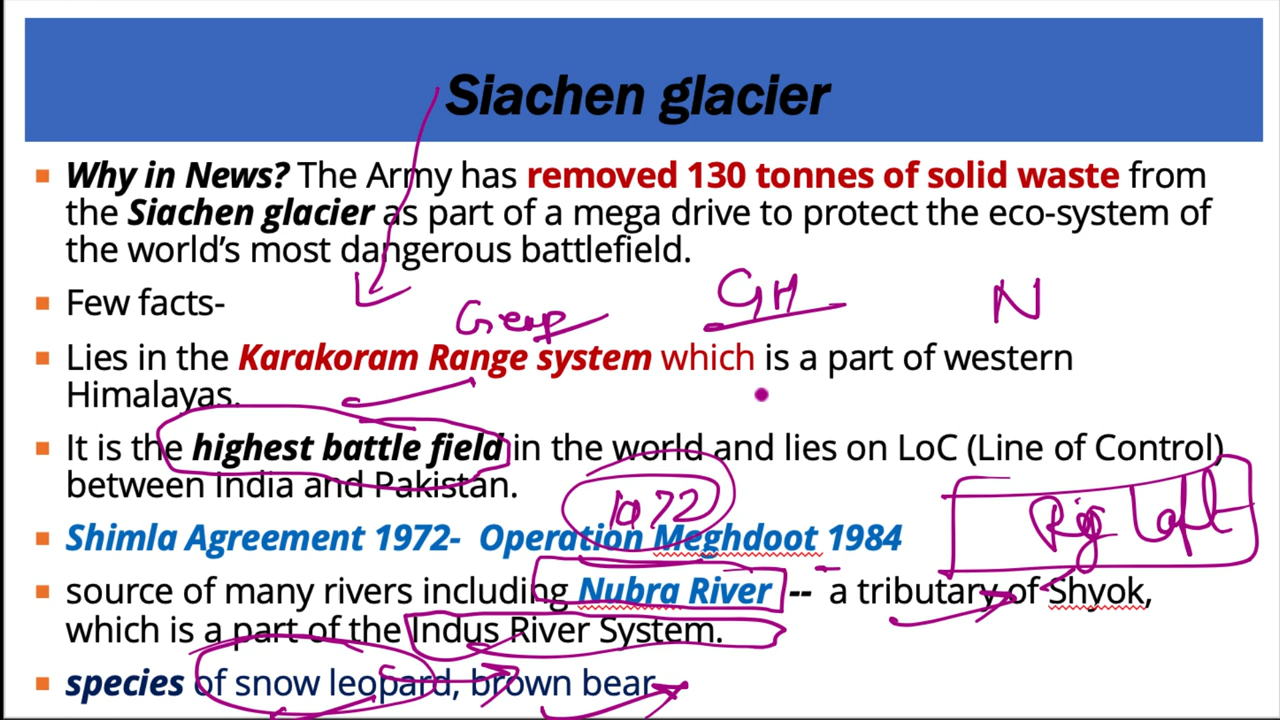 Siachen glacier
Why in News? The Army has removed 130 tonnes of solid waste from
the Siachen glacier as part of a mega drive to protect the eco-system of
the world's most dangerous battlefield.
GH N
Few facts-
Lies in the Karakoram Range system which is a part of western
Himalayas.
It is the highest battle field in the world and lies on LoC (Line of Control)
between India and Pakistan.
1972
Shimla Agreement 1972- Operation Meghdoot 1984
source of many rivers including Nubra River -- a tributary of Shyok,
which is a part of the Indus River System.
species of snow leopard, brown bear